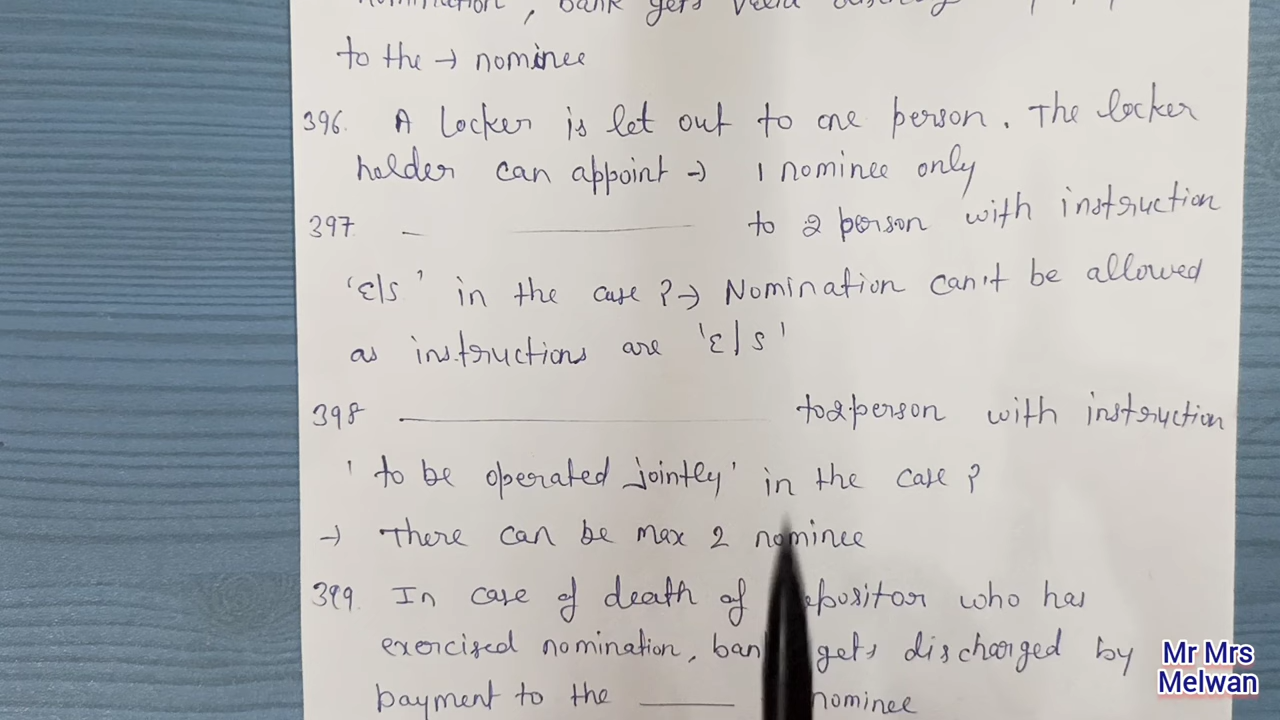 nomination, bank gets
to the → nominee
396. A Locker is let out to one person. The locker
holder can appoint → 1 nominee only
397 — ——— to 2 person with instruction
'E/S' in the case ? → Nomination can't be allowed
as instructions are 'E/S'
398 ——— to 2 person with instruction
' to be operated jointly' in the case ?
→ There can be max 2 nominee
399. In case of death of depositor who has
exercised nomination, bank gets discharged by
payment to the ____ nominee
Mr Mrs
Melwan